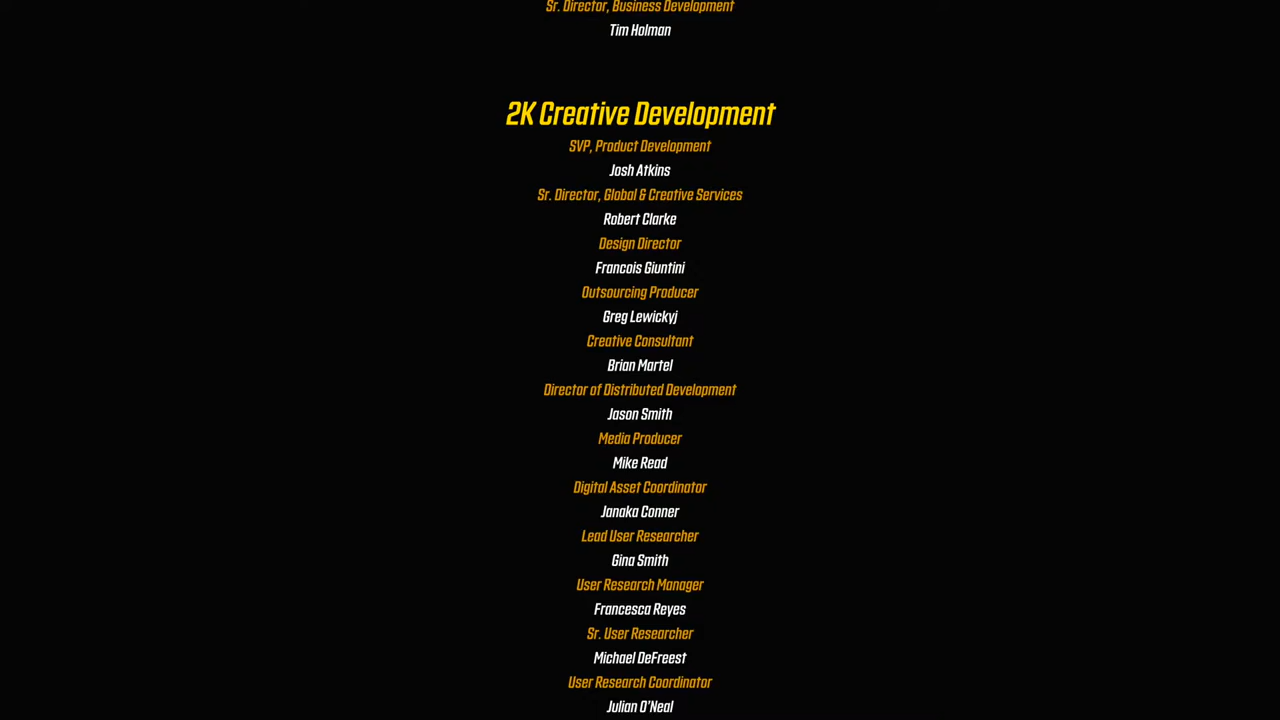 Sr. Director, Business Development
Tim Holman
2K Creative Development
SVP, Product Development
Josh Atkins
Sr. Director, Global & Creative Services
Robert Clarke
Design Director
Francois Giuntini
Outsourcing Producer
Greg Lewickyj
Creative Consultant
Brian Martel
Director of Distributed Development
Jason Smith
Media Producer
Mike Read
Digital Asset Coordinator
Janaka Conner
Lead User Researcher
Gina Smith
User Research Manager
Francesca Reyes
Sr. User Researcher
Michael DeFreest
User Research Coordinator
Julian O'Neal